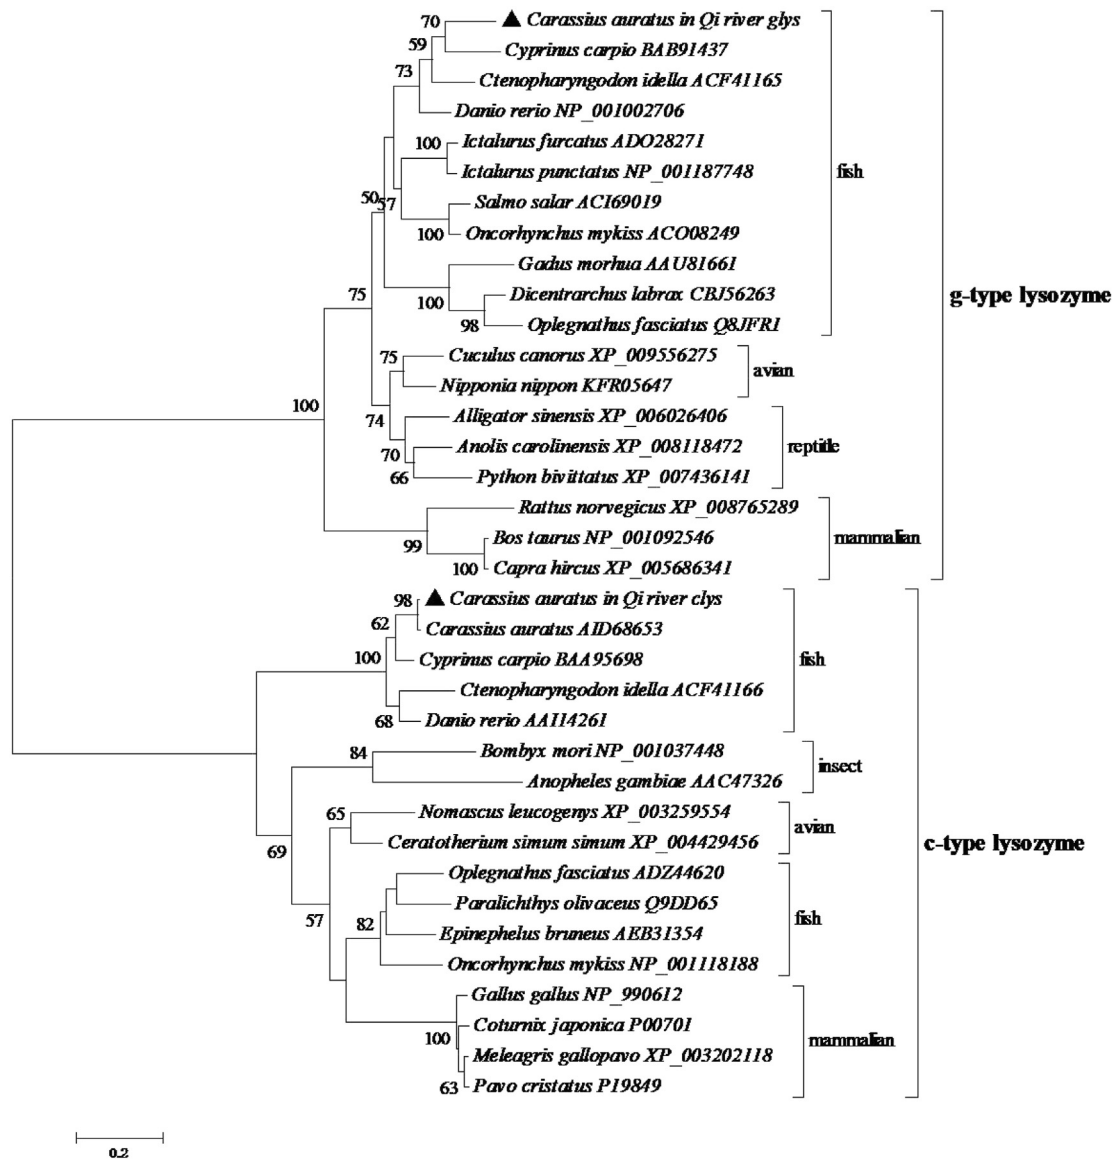 70
▲ Carassius auratus in Qi river glys
59
Cyprinus carpio BAB91437
73
Ctenopharyngodon idella ACF41165
Danio rerio NP_001002706
100
Ictalurus furcatus ADO28271
Ictalurus punctatus NP_001187748
fish
50
57
Salmo salar ACI69019
100
Oncorhynchus mykiss ACO08249
Gadus morhua AAU81661
75
100
Dicentrarchus labrax CBJ56263
g-type lysozyme
98
Oplegnathus fasciatus Q8JFR1
75
Cuculus canorus XP_009556275
avian
Nipponia nippon KFR05647
100
74
Alligator sinensis XP_006026406
70
Anolis carolinensis XP_008118472
reptitle
66
Python bivittatus XP_007436141
Rattus norvegicus XP_008765289
99
Bos taurus NP_001092546
mammalian
100
Capra hircus XP_005686341
98
▲ Carassius auratus in Qi river clys
62
Carassius auratus AID68653
100
Cyprinus carpio BAA95698
fish
Ctenopharyngodon idella ACF41166
68
Danio rerio AAI14261
84
Bombyx mori NP_001037448
insect
Anopheles gambiae AAC47326
65
Nomascus leucogenys XP_003259554
avian
69
Ceratotherium simum simum XP_004429456
c-type lysozyme
Oplegnathus fasciatus ADZ44620
57
82
Paralichthys olivaceus Q9DD65
fish
Epinephelus bruneus AEB31354
Oncorhynchus mykiss NP_001118188
Gallus gallus NP_990612
100
Coturnix japonica P00701
mammalian
Meleagris gallopavo XP_003202118
63
Pavo cristatus P19849
0.2